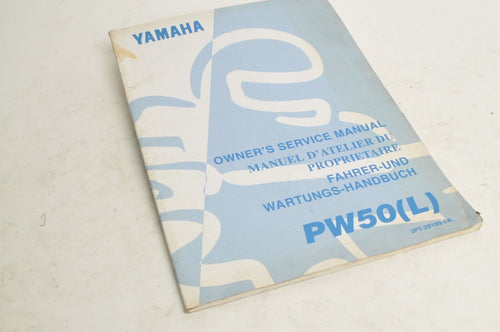 YAMAHA
OWNER'S SERVICE MANUAL
MANUEL D'ATELIER DU
PROPRIETAIRE
FAHRER-UND
WARTUNGS-HANDBUCH
PW50(L)